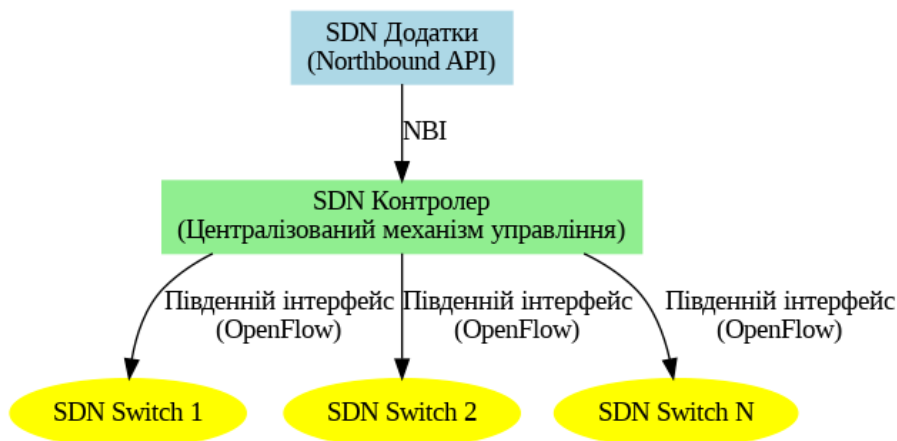 SDN Додатки
(Northbound API)
NBI
SDN Контролер
(Централізований механізм управління)
Південній інтерфейс
(OpenFlow)
Південній інтерфейс
(OpenFlow)
Південній інтерфейс
(OpenFlow)
SDN Switch 1
SDN Switch 2
SDN Switch N